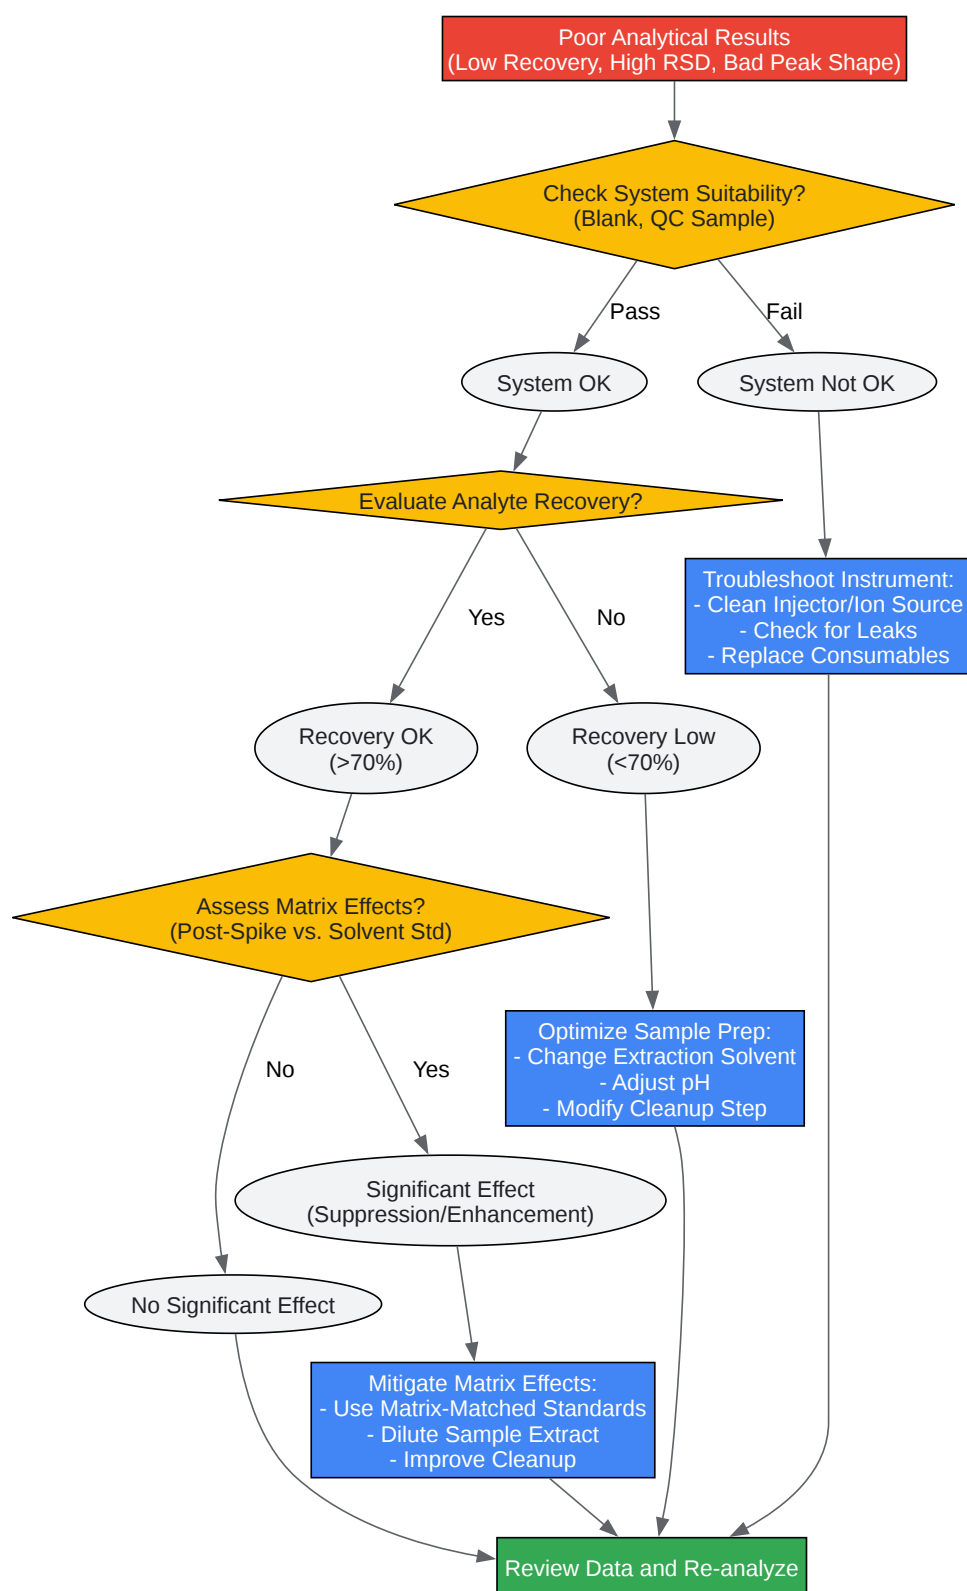 Poor Analytical Results
(Low Recovery, High RSD, Bad Peak Shape)
Check System Suitability?
(Blank, QC Sample)
Pass
Fail
System OK
System Not OK
Evaluate Analyte Recovery?
Troubleshoot Instrument:
- Clean Injector/Ion Source
- Check for Leaks
- Replace Consumables
Yes
No
Recovery OK
(>70%)
Recovery Low
(<70%)
Assess Matrix Effects?
(Post-Spike vs. Solvent Std)
Optimize Sample Prep:
- Change Extraction Solvent
- Adjust pH
- Modify Cleanup Step
No
Yes
Significant Effect
(Suppression/Enhancement)
No Significant Effect
Mitigate Matrix Effects:
- Use Matrix-Matched Standards
- Dilute Sample Extract
- Improve Cleanup
Review Data and Re-analyze